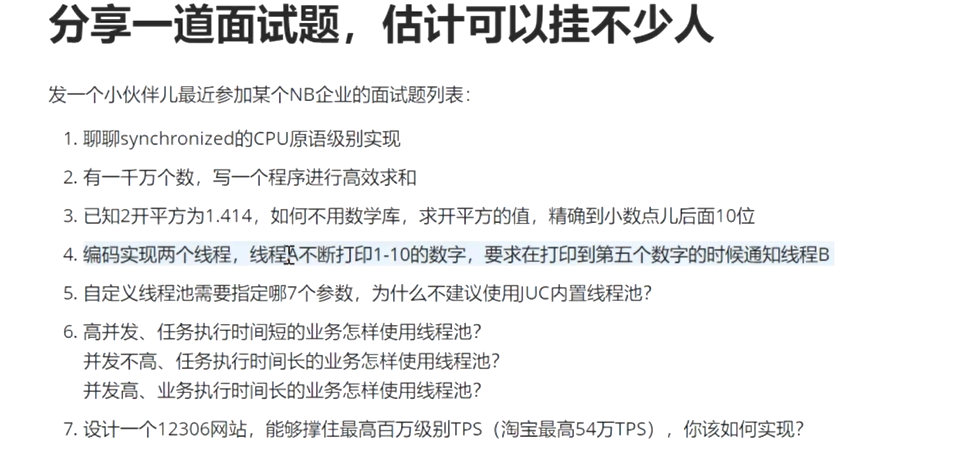 分享一道面试题，估计可以挂不少人
发一个小伙伴儿最近参加某个NB企业的面试题列表：
1. 聊聊synchronized的CPU原语级别实现
2. 有一千万个数，写一个程序进行高效求和
3. 已知2开平方为1.414，如何不用数学库，求开平方的值，精确到小数点儿后面10位
4. 编码实现两个线程，线程A不断打印1-10的数字，要求在打印到第五个数字的时候通知线程B
5. 自定义线程池需要指定哪7个参数，为什么不建议使用JUC内置线程池？
6. 高并发、任务执行时间短的业务怎样使用线程池？
并发不高、任务执行时间长的业务怎样使用线程池？
并发高、业务执行时间长的业务怎样使用线程池？
7. 设计一个12306网站，能够撑住最高百万级别TPS（淘宝最高54万TPS），你该如何实现？